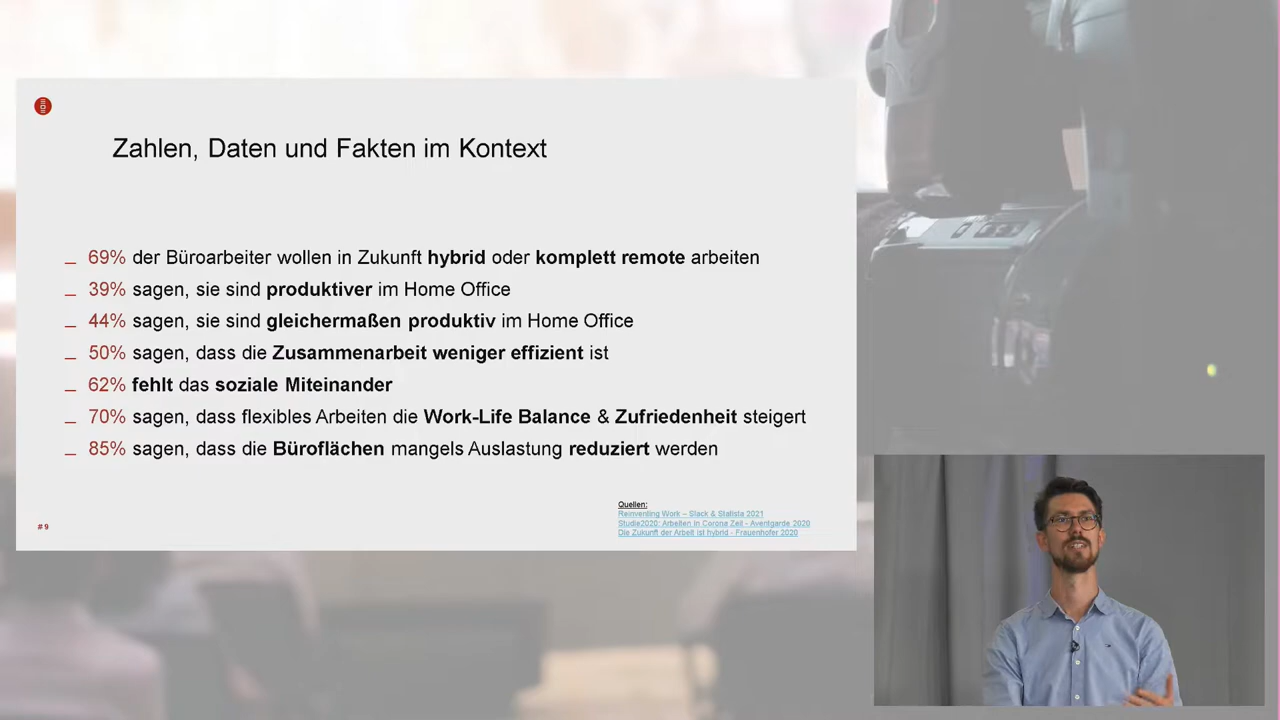 Zahlen, Daten und Fakten im Kontext
_ 69% der Büroarbeiter wollen in Zukunft hybrid oder komplett remote arbeiten
_ 39% sagen, sie sind produktiver im Home Office
_ 44% sagen, sie sind gleichermaßen produktiv im Home Office
_ 50% sagen, dass die Zusammenarbeit weniger effizient ist
_ 62% fehlt das soziale Miteinander
_ 70% sagen, dass flexibles Arbeiten die Work-Life Balance & Zufriedenheit steigert
_ 85% sagen, dass die Büroflächen mangels Auslastung reduziert werden
Quellen:
Reinventing Work – Slack & Statista 2021
Studie2020: Arbeiten in Corona Zeit - Aventgarde 2020
Die Zukunft der Arbeit ist hybrid - Frauenhofer 2020
#9